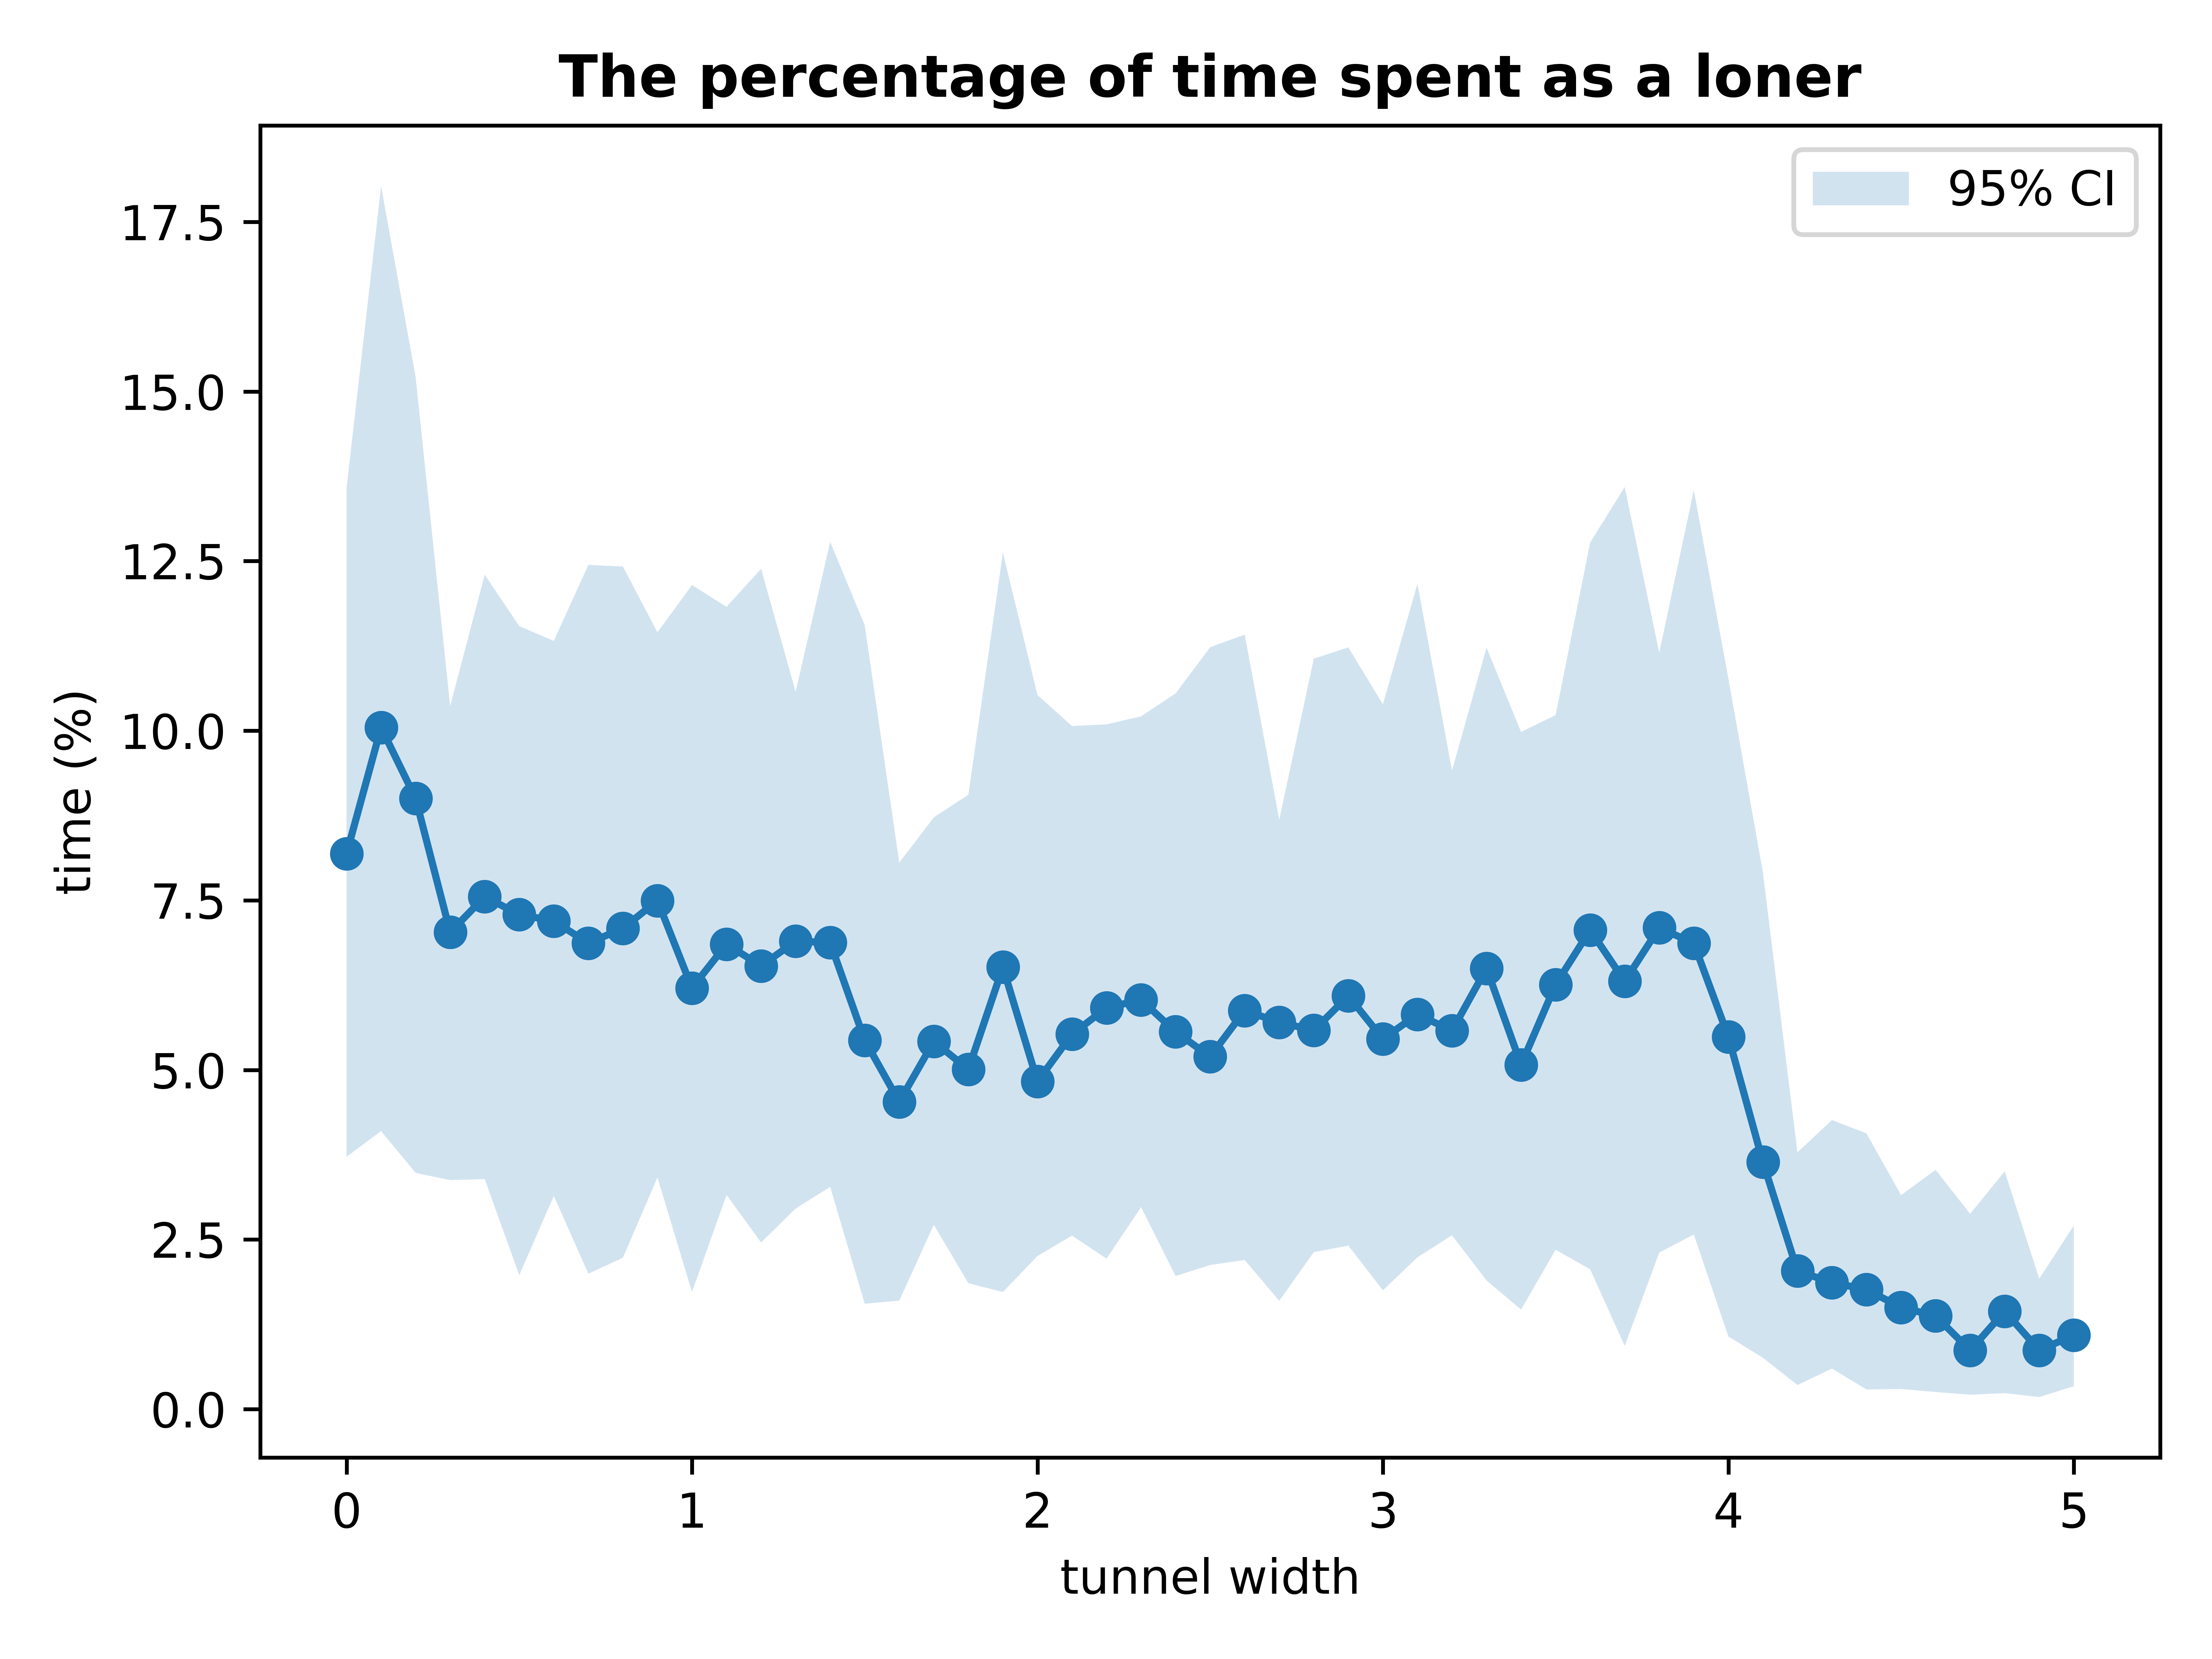 The percentage of time spent as a loner
95% CI
17.5
15.0
12.5
10.0
7.5
5.0
2.5
0.0
time (%)
0 1 2 3 4 5
tunnel width